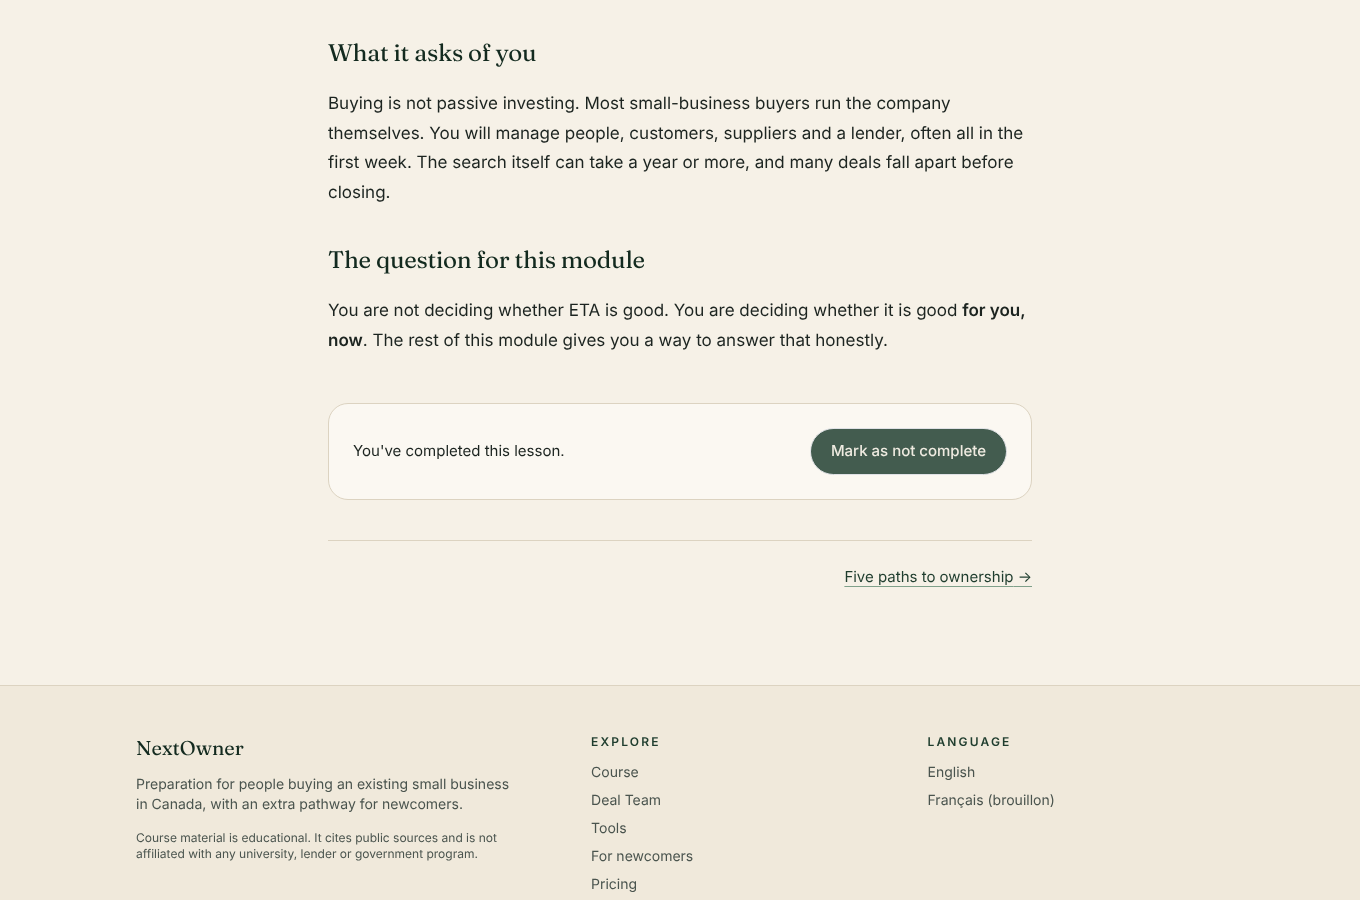 What it asks of you
Buying is not passive investing. Most small-business buyers run the company
themselves. You will manage people, customers, suppliers and a lender, often all in the
first week. The search itself can take a year or more, and many deals fall apart before
closing.
The question for this module
You are not deciding whether ETA is good. You are deciding whether it is good for you,
now. The rest of this module gives you a way to answer that honestly.
You've completed this lesson.
Mark as not complete
Five paths to ownership →
NextOwner
Preparation for people buying an existing small business
in Canada, with an extra pathway for newcomers.
Course material is educational. It cites public sources and is not
affiliated with any university, lender or government program.
EXPLORE
Course
Deal Team
Tools
For newcomers
Pricing
LANGUAGE
English
Français (brouillon)